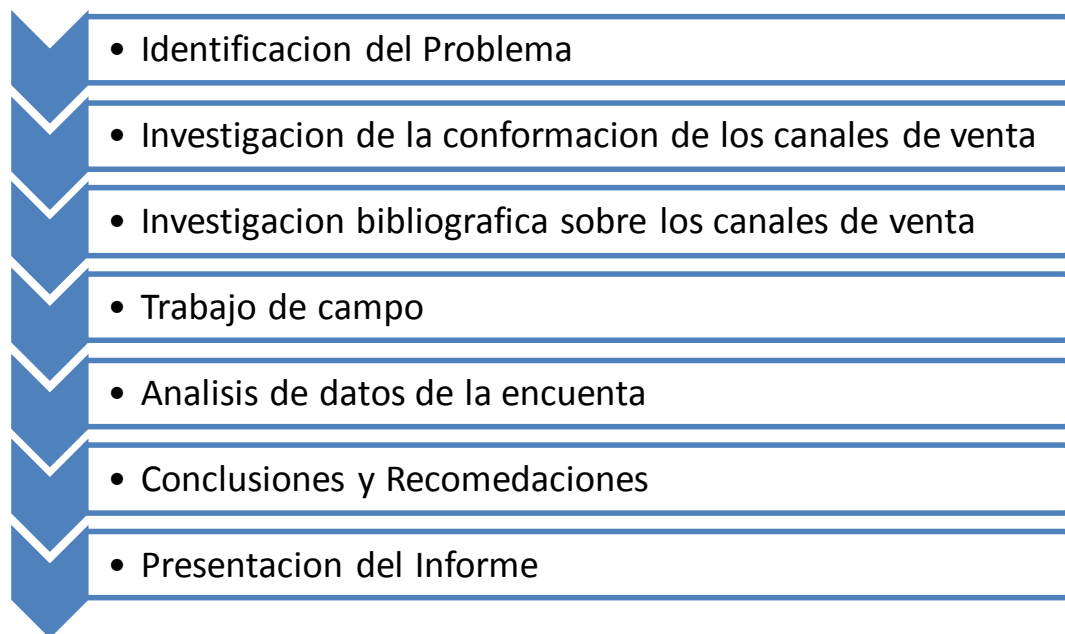 • Identificacion del Problema
• Investigacion de la conformacion de los canales de venta
• Investigacion bibliografica sobre los canales de venta
• Trabajo de campo
• Analisis de datos de la encuenta
• Conclusiones y Recomedaciones
• Presentacion del Informe